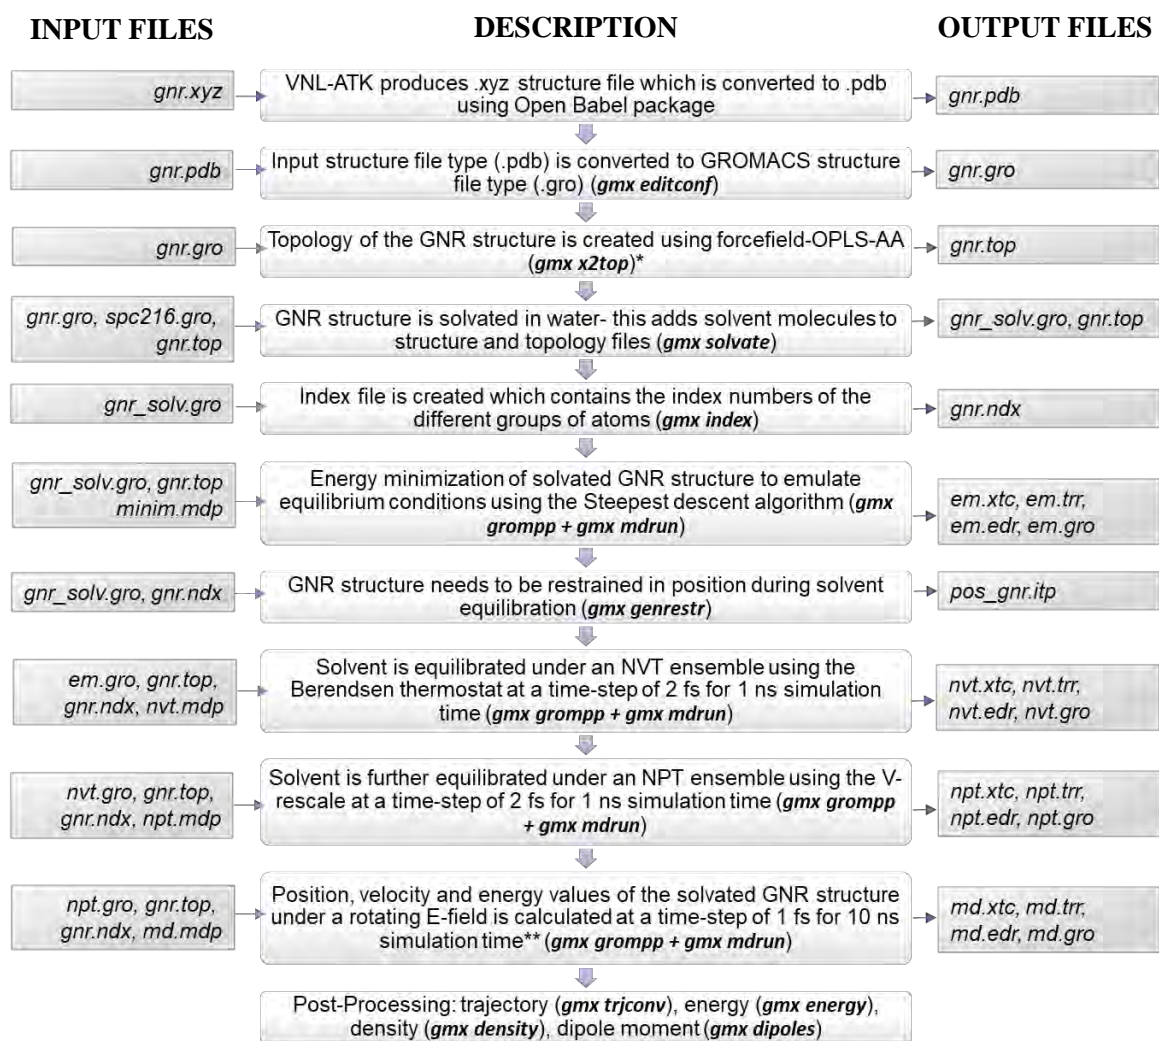 INPUT FILES DESCRIPTION OUTPUT FILES
gnr.xyz
VNL-ATK produces .xyz structure file which is converted to .pdb
using Open Babel package
gnr.pdb
gnr.pdb
Input structure file type (.pdb) is converted to GROMACS structure
file type (.gro) (gmx editconf)
gnr.gro
gnr.gro
Topology of the GNR structure is created using forcefield-OPLS-AA
(gmx x2top)*
gnr.top
gnr.gro, spc216.gro,
gnr.top
GNR structure is solvated in water- this adds solvent molecules to
structure and topology files (gmx solvate)
gnr_solv.gro, gnr.top
gnr_solv.gro
Index file is created which contains the index numbers of the
different groups of atoms (gmx index)
gnr.ndx
gnr_solv.gro, gnr.top
minim.mdp
Energy minimization of solvated GNR structure to emulate
equilibrium conditions using the Steepest descent algorithm (gmx
grompp + gmx mdrun)
em.xtc, em.trr,
em.edr, em.gro
gnr_solv.gro, gnr.ndx
GNR structure needs to be restrained in position during solvent
equilibration (gmx genrestr)
pos_gnr.itp
em.gro, gnr.top,
gnr.ndx, nvt.mdp
Solvent is equilibrated under an NVT ensemble using the
Berendsen thermostat at a time-step of 2 fs for 1 ns simulation
time (gmx grompp + gmx mdrun)
nvt.xtc, nvt.trr,
nvt.edr, nvt.gro
nvt.gro, gnr.top,
gnr.ndx, npt.mdp
Solvent is further equilibrated under an NPT ensemble using the V-
rescale at a time-step of 2 fs for 1 ns simulation time (gmx grompp
+ gmx mdrun)
npt.xtc, npt.trr,
npt.edr, npt.gro
npt.gro, gnr.top,
gnr.ndx, md.mdp
Position, velocity and energy values of the solvated GNR structure
under a rotating E-field is calculated at a time-step of 1 fs for 10 ns
simulation time** (gmx grompp + gmx mdrun)
md.xtc, md.trr,
md.edr, md.gro
Post-Processing: trajectory (gmx trjconv), energy (gmx energy),
density (gmx density), dipole moment (gmx dipoles)